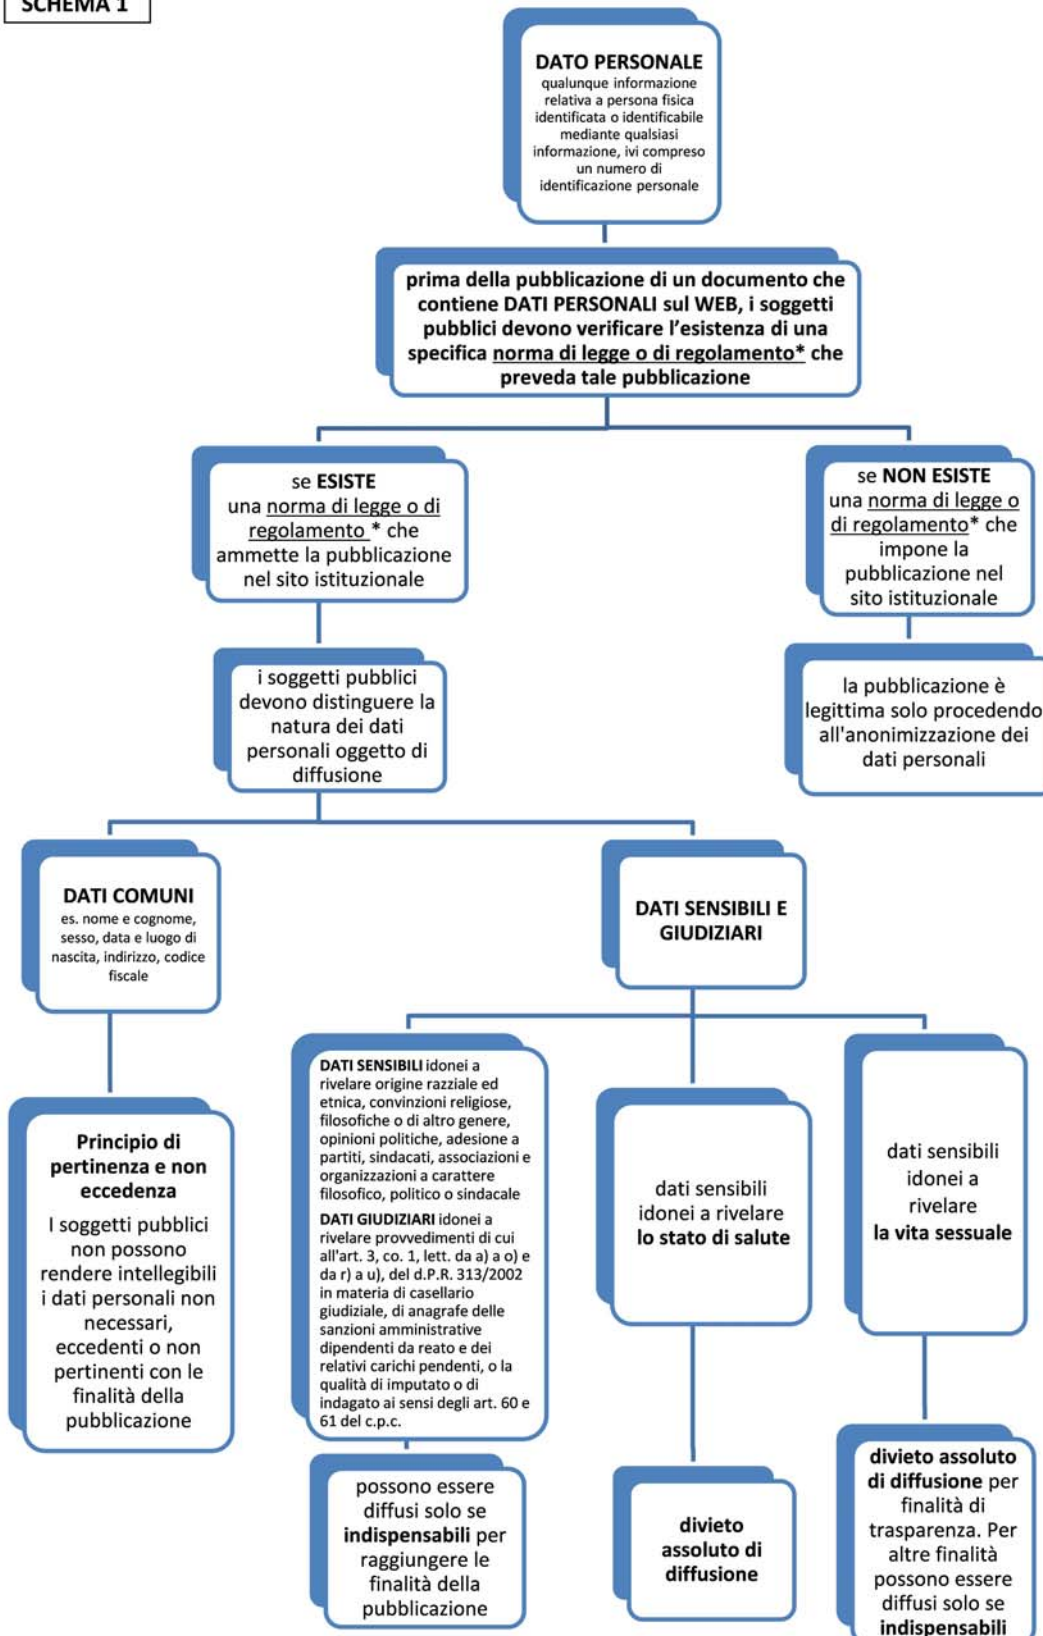 SCHEMA 1
DATO PERSONALE
qualunque informazione
relativa a persona fisica
identificata o identificabile
mediante qualsiasi
informazione, ivi compreso
un numero di
identificazione personale
prima della pubblicazione di un documento che
contiene DATI PERSONALI sul WEB, i soggetti
pubblici devono verificare l'esistenza di una
specifica norma di legge o di regolamento* che
preveda tale pubblicazione
se ESISTE
una norma di legge o di
regolamento * che
ammette la pubblicazione
nel sito istituzionale
se NON ESISTE
una norma di legge o
di regolamento* che
impone la
pubblicazione nel
sito istituzionale
i soggetti pubblici
devono distinguere la
natura dei dati
personali oggetto di
diffusione
la pubblicazione è
legittima solo procedendo
all'anonimizzazione dei
dati personali
DATI COMUNI
es. nome e cognome,
sesso, data e luogo di
nascita, indirizzo, codice
fiscale
DATI SENSIBILI E
GIUDIZIARI
Principio di
pertinenza e non
eccedenza
I soggetti pubblici
non possono
rendere intellegibili
i dati personali non
necessari,
eccedenti o non
pertinenti con le
finalità della
pubblicazione
DATI SENSIBILI idonei a
rivelare origine razziale ed
etnica, convinzioni religiose,
filosofiche o di altro genere,
opinioni politiche, adesione a
partiti, sindacati, associazioni e
organizzazioni a carattere
filosofico, politico o sindacale
DATI GIUDIZIARI idonei a
rivelare provvedimenti di cui
all'art. 3, co. 1, lett. da a) a o) e
da r) a u), del d.P.R. 313/2002
in materia di casellario
giudiziale, di anagrafe delle
sanzioni amministrative
dipendenti da reato e dei
relativi carichi pendenti, o la
qualità di imputato o di
indagato ai sensi degli art. 60 e
61 del c.p.c.
possono essere
diffusi solo se
indispensabili per
raggiungere le
finalità della
pubblicazione
dati sensibili
idonei a rivelare
lo stato di salute
divieto
assoluto di
diffusione
dati sensibili
idonei a
rivelare
la vita sessuale
divieto assoluto
di diffusione per
finalità di
trasparenza. Per
altre finalità
possono essere
diffusi solo se
indispensabili